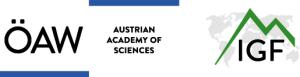 ÖAW
AUSTRIAN
ACADEMY OF
SCIENCES
IGF